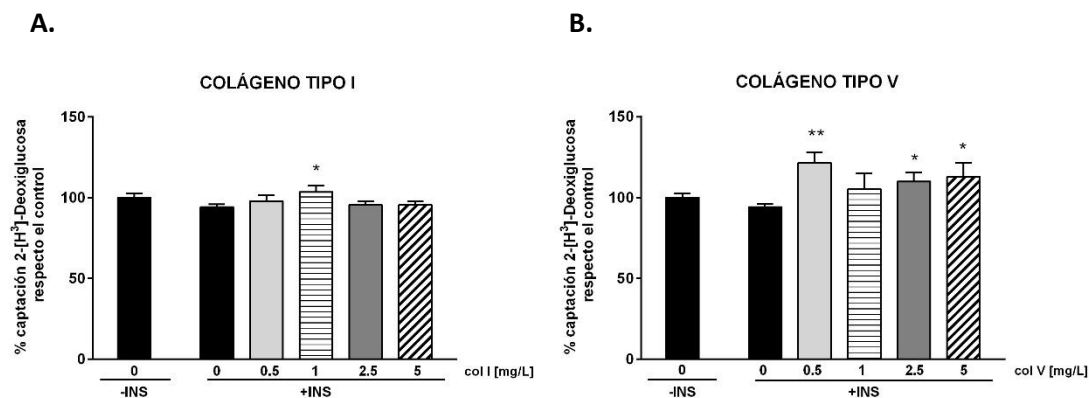 A.
COLÁGENO TIPO I
% captación 2-[H³]-Deoxiglucosa
respecto el control
150
100
50
0
*
0 0 0.5 1 2.5 5 col I [mg/L]
-INS +INS
B.
COLÁGENO TIPO V
% captación 2-[H³]-Deoxiglucosa
respecto el control
150
100
50
0
** * *
0 0 0.5 1 2.5 5 col V [mg/L]
-INS +INS